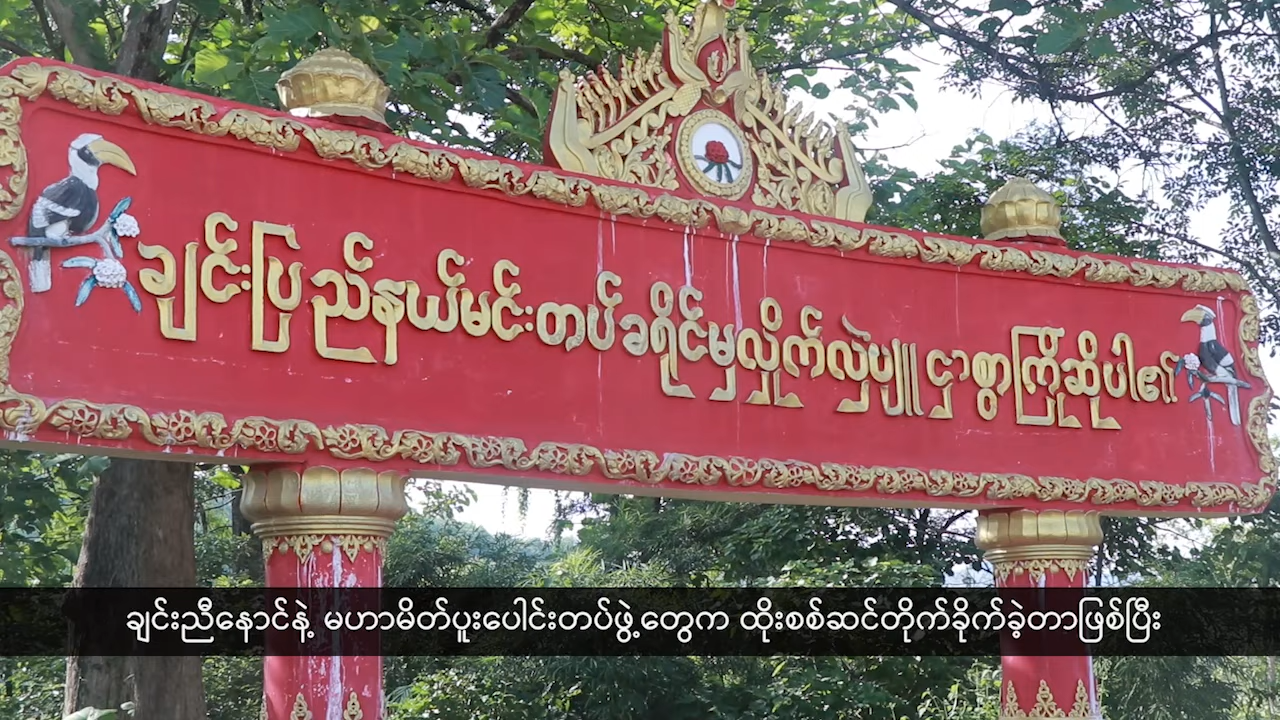 ချင်းပြည်နယ်မင်းတပ်ခရိုင်မှလှိုက်လှဲပျူငှာစွာကြိုဆိုပါ၏
ချင်းညီနောင်နဲ့ မဟာမိတ်ပူးပေါင်းတပ်ဖွဲ့တွေက ထိုးစစ်ဆင်တိုက်ခိုက်ခဲ့တာဖြစ်ပြီး